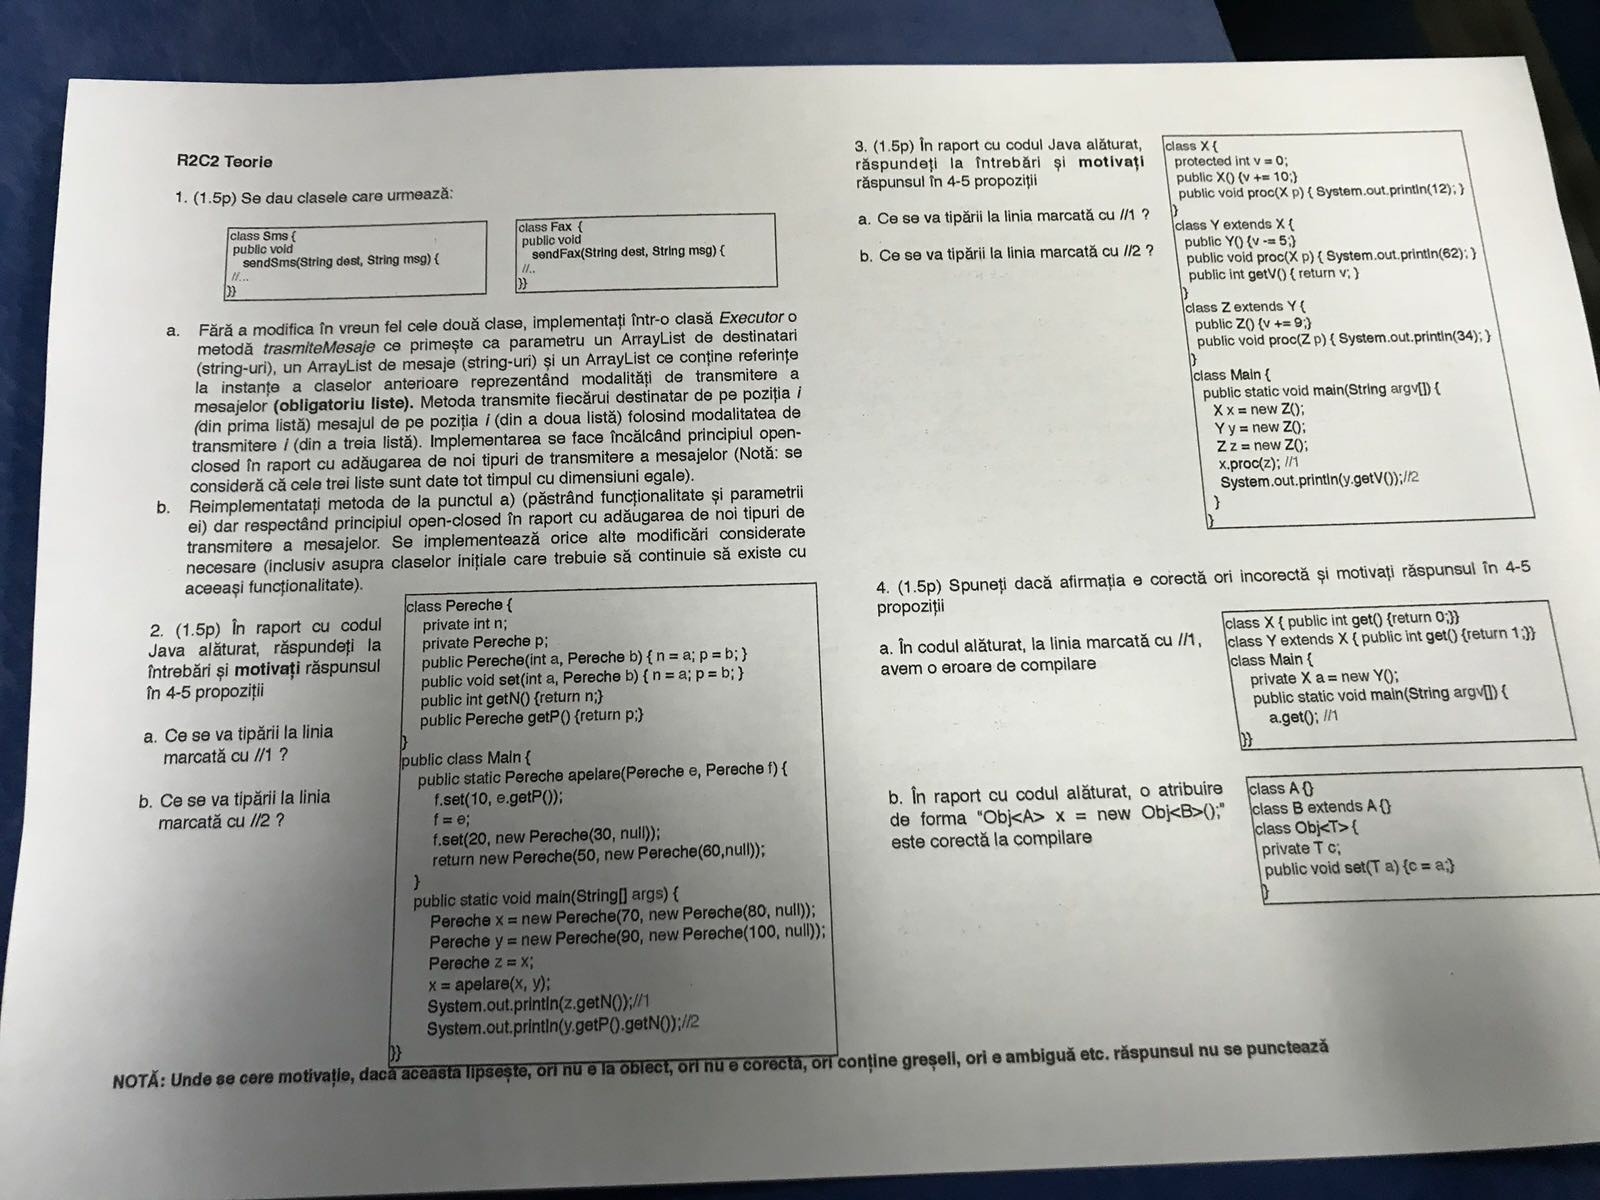 R2C2 Teorie
1. (1.5p) Se dau clasele care urmează:
class Sms {
public void
sendSms(String dest, String msg) {
//...
}}
class Fax {
public void
sendFax(String dest, String msg) {
//..
}}
a. Fără a modifica în vreun fel cele două clase, implementați într-o clasă Executor o
metodă trasmiteMesaje ce primește ca parametru un ArrayList de destinatari
(string-uri), un ArrayList de mesaje (string-uri) și un ArrayList ce conține referințe
la instanțe a claselor anterioare reprezentând modalități de transmitere a
mesajelor (obligatoriu liste). Metoda transmite fiecărui destinatar de pe poziția i
(din prima listă) mesajul de pe poziția i (din a doua listă) folosind modalitatea de
transmitere i (din a treia listă). Implementarea se face încălcând principiul open-
closed în raport cu adăugarea de noi tipuri de transmitere a mesajelor (Notă: se
consideră că cele trei liste sunt date tot timpul cu dimensiuni egale).
b. Reimplementatați metoda de la punctul a) (păstrând funcționalitate și parametrii
ei) dar respectând principiul open-closed în raport cu adăugarea de noi tipuri de
transmitere a mesajelor. Se implementează orice alte modificări considerate
necesare (inclusiv asupra claselor inițiale care trebuie să continuie să existe cu
aceeași funcționalitate).
2. (1.5p) În raport cu codul
Java alăturat, răspundeți la
întrebări și motivați răspunsul
în 4-5 propoziții
a. Ce se va tipării la linia
marcată cu //1 ?
b. Ce se va tipării la linia
marcată cu //2 ?
class Pereche {
private int n;
private Pereche p;
public Pereche(int a, Pereche b) { n = a; p = b; }
public void set(int a, Pereche b) { n = a; p = b; }
public int getN() {return n;}
public Pereche getP() {return p;}
}
public class Main {
public static Pereche apelare(Pereche e, Pereche f) {
f.set(10, e.getP());
f = e;
f.set(20, new Pereche(30, null));
return new Pereche(50, new Pereche(60,null));
}
public static void main(String[] args) {
Pereche x = new Pereche(70, new Pereche(80, null));
Pereche y = new Pereche(90, new Pereche(100, null));
Pereche z = x;
x = apelare(x, y);
System.out.println(z.getN());//1
System.out.println(y.getP().getN());//2
}}
3. (1.5p) În raport cu codul Java alăturat,
răspundeți la întrebări și motivați
răspunsul în 4-5 propoziții
a. Ce se va tipării la linia marcată cu //1 ?
b. Ce se va tipării la linia marcată cu //2 ?
class X {
protected int v = 0;
public X() {v += 10;}
public void proc(X p) { System.out.println(12); }
}
class Y extends X {
public Y() {v -= 5;}
public void proc(X p) { System.out.println(62); }
public int getV() { return v; }
}
class Z extends Y {
public Z() {v += 9;}
public void proc(Z p) { System.out.println(34); }
}
class Main {
public static void main(String argv[]) {
X x = new Z();
Y y = new Z();
Z z = new Z();
x.proc(z); //1
System.out.println(y.getV());//2
}
}
4. (1.5p) Spuneți dacă afirmația e corectă ori incorectă și motivați răspunsul în 4-5
propoziții
a. În codul alăturat, la linia marcată cu //1,
avem o eroare de compilare
class X { public int get() {return 0;}}
class Y extends X { public int get() {return 1;}}
class Main {
private X a = new Y();
public static void main(String argv[]) {
a.get(); //1
}}
b. În raport cu codul alăturat, o atribuire
de forma "Obj<A> x = new Obj<B>();"
este corectă la compilare
class A {}
class B extends A {}
class Obj<T> {
private T c;
public void set(T a) {c = a;}
}
NOTĂ: Unde se cere motivație, dacă aceasta lipsește, ori nu e la obiect, ori nu e corectă, ori conține greșeli, ori e ambiguă etc. răspunsul nu se punctează